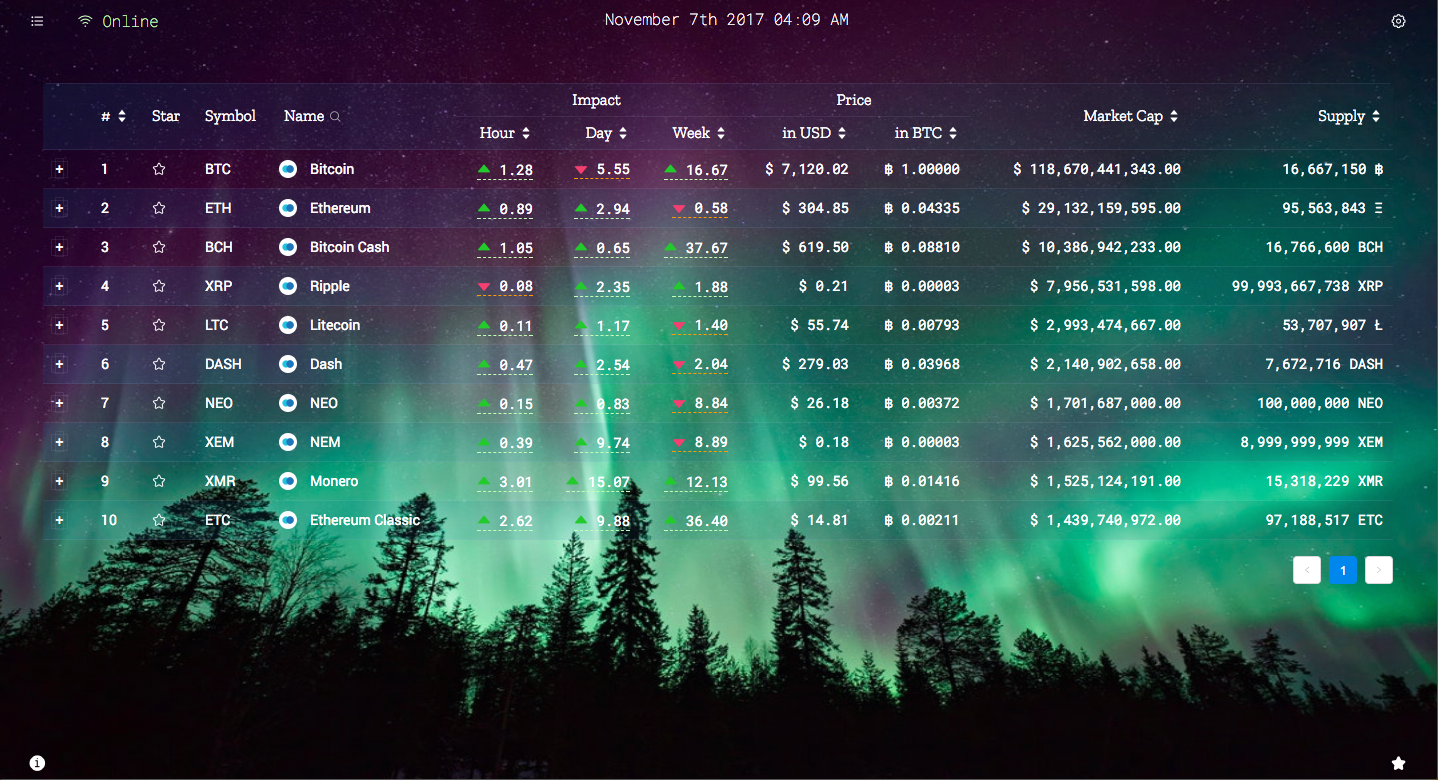 Online November 7th 2017 04:09 AM
Impact Price
# Star Symbol Name Market Cap Supply
Hour Day Week in USD in BTC
+ 1 BTC Bitcoin 1.28 5.55 16.67 $ 7,120.02 ฿ 1.00000 $ 118,670,441,343.00 16,667,150 ฿
+ 2 ETH Ethereum 0.89 2.94 0.58 $ 304.85 ฿ 0.04335 $ 29,132,159,595.00 95,563,843 Ξ
+ 3 BCH Bitcoin Cash 1.05 0.65 37.67 $ 619.50 ฿ 0.08810 $ 10,386,942,233.00 16,766,600 BCH
+ 4 XRP Ripple 0.08 2.35 1.88 $ 0.21 ฿ 0.00003 $ 7,956,531,598.00 99,993,667,738 XRP
+ 5 LTC Litecoin 0.11 1.17 1.40 $ 55.74 ฿ 0.00793 $ 2,993,474,667.00 53,707,907 Ł
+ 6 DASH Dash 0.47 2.54 2.04 $ 279.03 ฿ 0.03968 $ 2,140,902,658.00 7,672,716 DASH
+ 7 NEO NEO 0.15 0.83 8.84 $ 26.18 ฿ 0.00372 $ 1,701,687,000.00 100,000,000 NEO
+ 8 XEM NEM 0.39 9.74 8.89 $ 0.18 ฿ 0.00003 $ 1,625,562,000.00 8,999,999,999 XEM
+ 9 XMR Monero 3.01 15.07 12.13 $ 99.56 ฿ 0.01416 $ 1,525,124,191.00 15,318,229 XMR
+ 10 ETC Ethereum Classic 2.62 9.88 36.40 $ 14.81 ฿ 0.00211 $ 1,439,740,972.00 97,188,517 ETC
< 1 >